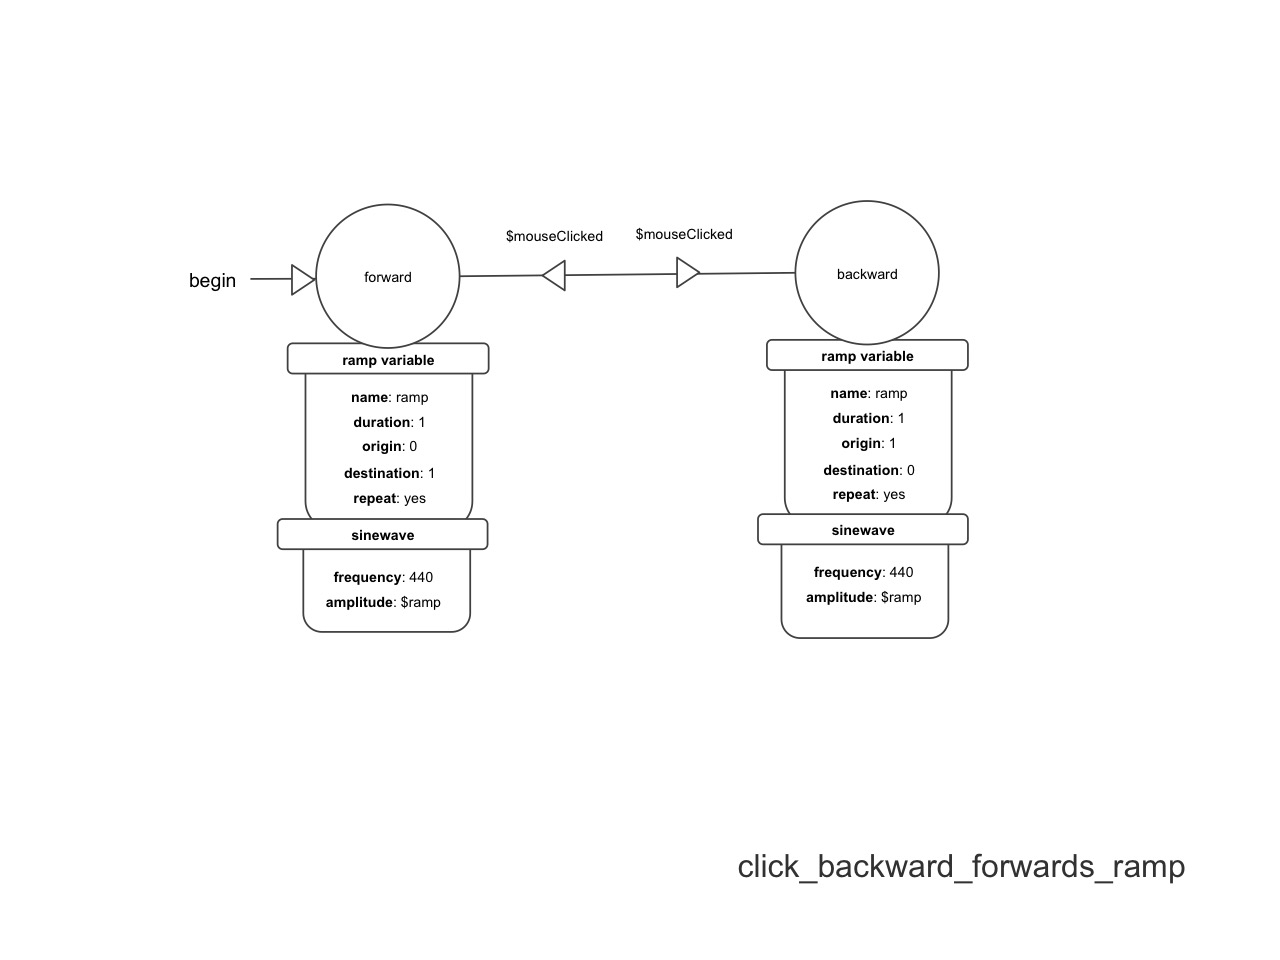 $mouseClicked
$mouseClicked
begin
forward
backward
ramp variable
name: ramp
duration: 1
origin: 0
destination: 1
repeat: yes
sinewave
frequency: 440
amplitude: $ramp
ramp variable
name: ramp
duration: 1
origin: 1
destination: 0
repeat: yes
sinewave
frequency: 440
amplitude: $ramp
click_backward_forwards_ramp